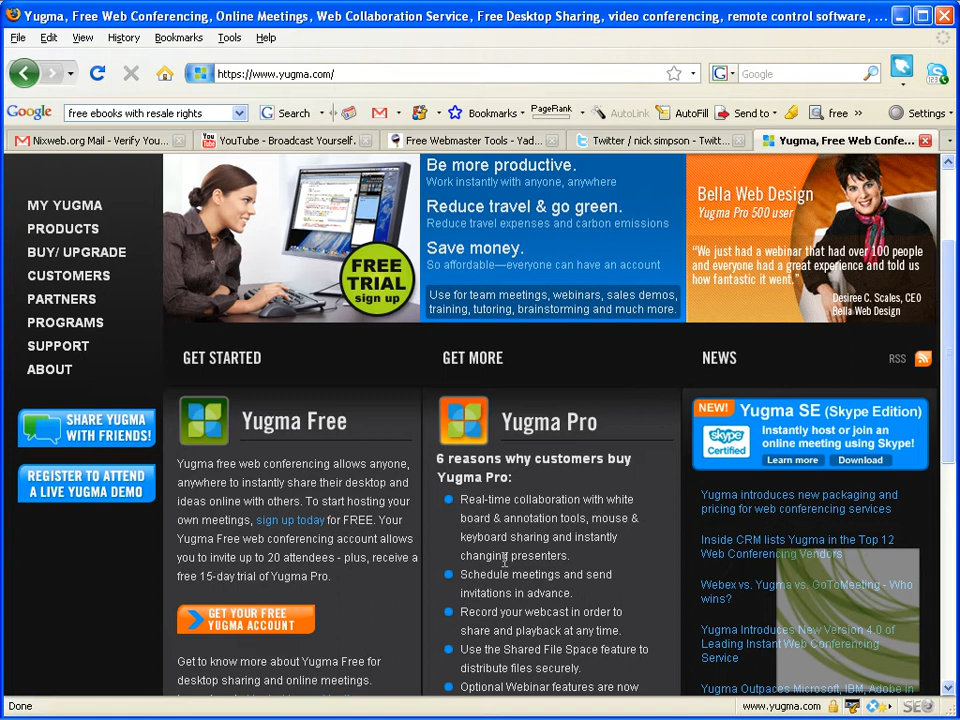 Yugma, Free Web Conferencing, Online Meetings, Web Collaboration Service, Free Desktop Sharing, video conferencing, remote control software, ...
File Edit View History Bookmarks Tools Help
https://www.yugma.com/
Google
Google free ebooks with resale rights Search Bookmarks PageRank AutoLink AutoFill Send to free » Settings
Nixweb.org Mail - Verify You...
You Tube YouTube - Broadcast Yourself.
Free Webmaster Tools - Yad...
Twitter / nick simpson - Twitt...
Yugma, Free Web Confe...
MY YUGMA
PRODUCTS
BUY/ UPGRADE
CUSTOMERS
PARTNERS
PROGRAMS
SUPPORT
ABOUT
SHARE YUGMA
WITH FRIENDS!
REGISTER TO ATTEND
A LIVE YUGMA DEMO
FREE
TRIAL
sign up
Be more productive.
Work instantly with anyone, anywhere
Reduce travel & go green.
Reduce travel expenses and carbon emissions
Save money.
So affordable—everyone can have an account
Use for team meetings, webinars, sales demos,
training, tutoring, brainstorming and much more.
Bella Web Design
Yugma Pro 500 user
“We just had a webinar that had over 100 people
and everyone had a great experience and told us
how fantastic it went.”
Desiree C. Scales, CEO
Bella Web Design
GET STARTED
Yugma Free
Yugma free web conferencing allows anyone,
anywhere to instantly share their desktop and
ideas online with others. To start hosting your
own meetings, sign up today for FREE. Your
Yugma Free web conferencing account allows
you to invite up to 20 attendees - plus, receive a
free 15-day trial of Yugma Pro.
GET YOUR FREE
YUGMA ACCOUNT
Get to know more about Yugma Free for
desktop sharing and online meetings.
GET MORE
Yugma Pro
6 reasons why customers buy
Yugma Pro:
Real-time collaboration with white
board & annotation tools, mouse &
keyboard sharing and instantly
changing presenters.
Schedule meetings and send
invitations in advance.
Record your webcast in order to
share and playback at any time.
Use the Shared File Space feature to
distribute files securely.
Optional Webinar features are now
NEWS
RSS
NEW! Yugma SE (Skype Edition)
skype
Certified
Instantly host or join an
online meeting using Skype!
Learn more Download
Yugma introduces new packaging and
pricing for web conferencing services
Inside CRM lists Yugma in the Top 12
Web Conferencing Vendors
Webex vs. Yugma vs. GoToMeeting - Who
wins?
Yugma Introduces New Version 4.0 of
Leading Instant Web Conferencing
Service
Yugma Outpaces Microsoft, IBM, Adobe in
Done
www.yugma.com
SEO